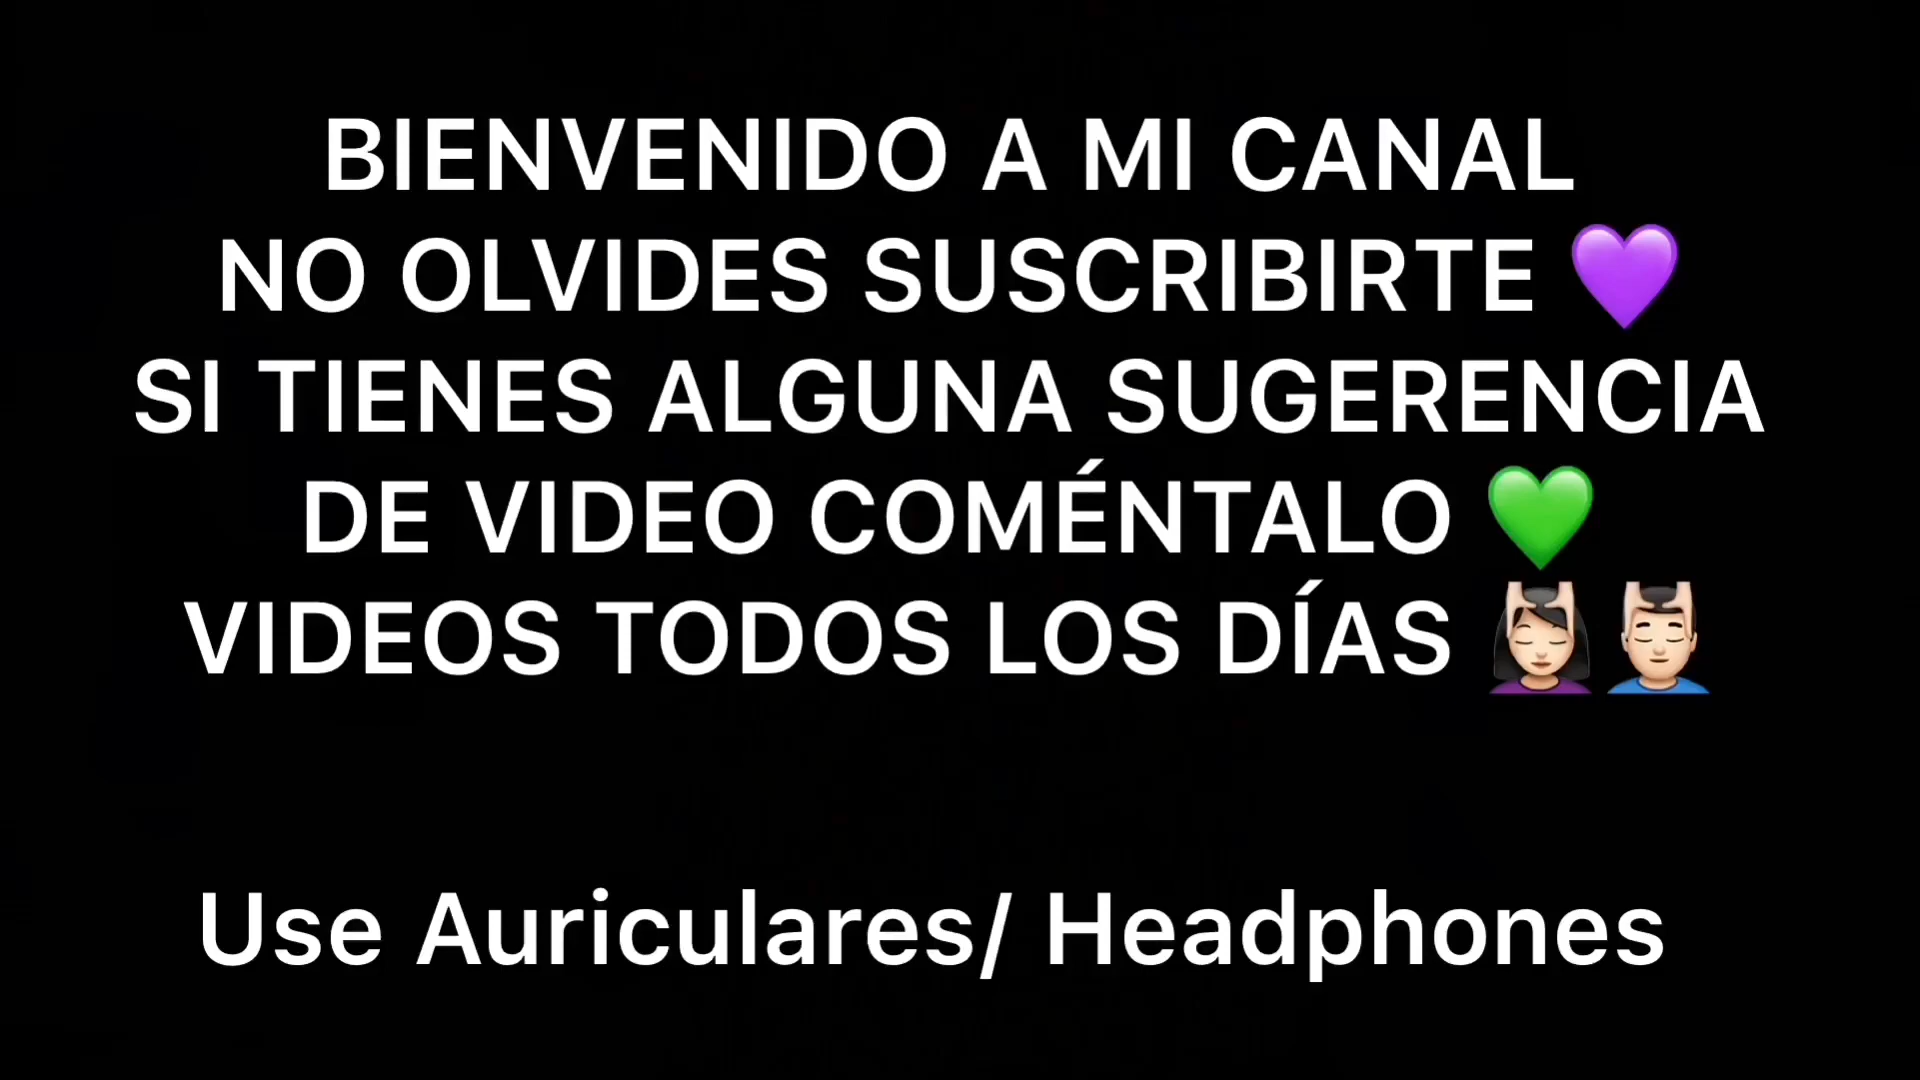 BIENVENIDO A MI CANAL
NO OLVIDES SUSCRIBIRTE 💜
SI TIENES ALGUNA SUGERENCIA
DE VIDEO COMÉNTALO 💚
VIDEOS TODOS LOS DÍAS 💆🏻‍♀️💆🏻‍♂️
Use Auriculares/ Headphones